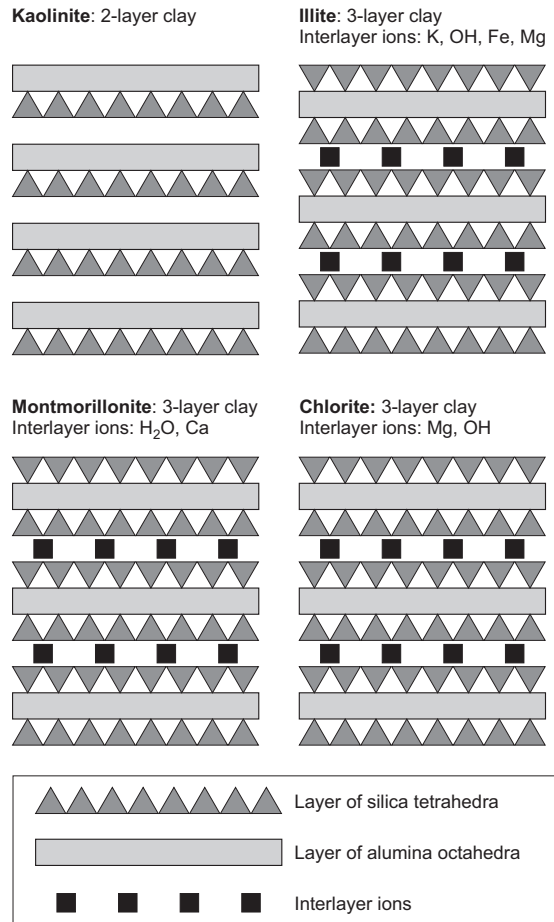 Kaolinite: 2-layer clay
Illite: 3-layer clay
Interlayer ions: K, OH, Fe, Mg
Montmorillonite: 3-layer clay
Interlayer ions: H₂O, Ca
Chlorite: 3-layer clay
Interlayer ions: Mg, OH
Layer of silica tetrahedra
Layer of alumina octahedra
Interlayer ions